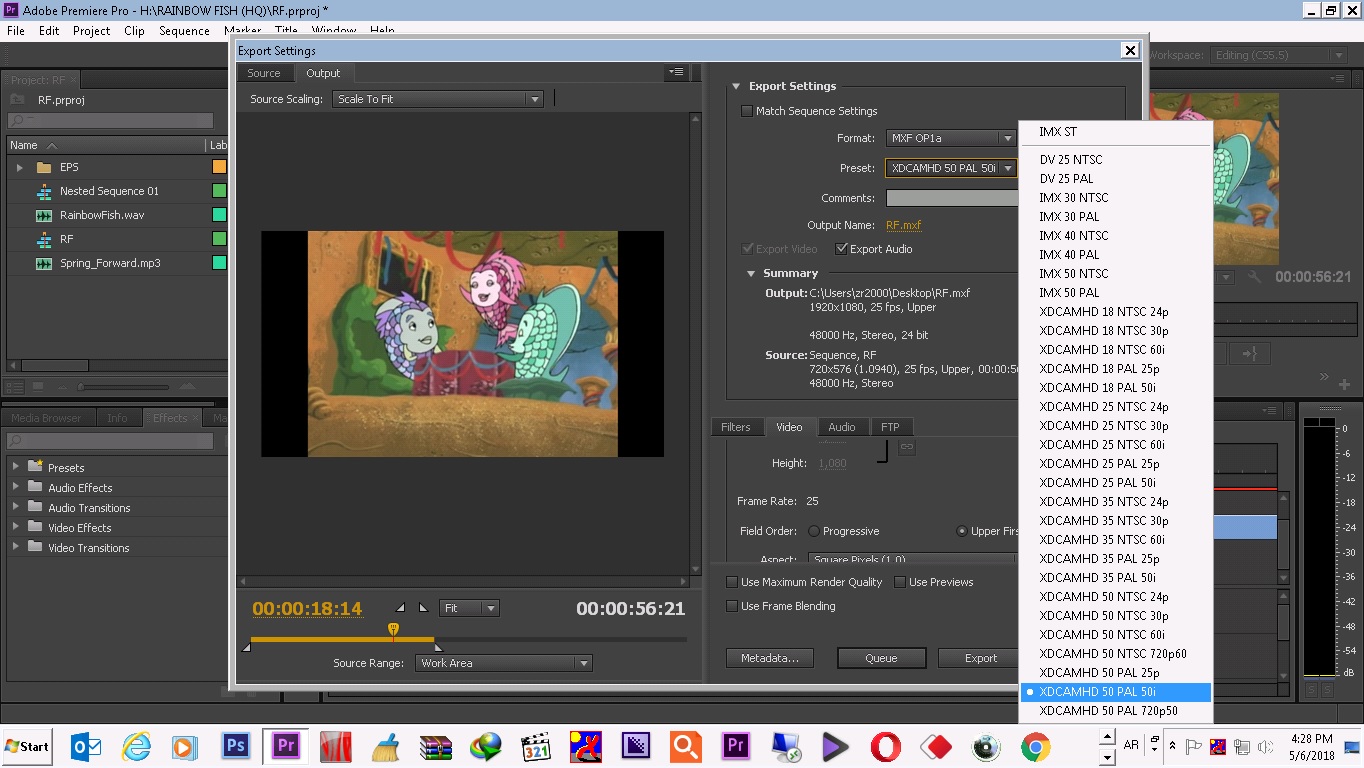 Adobe Premiere Pro - H:\RAINBOW FISH (HQ)\RF.prproj *
File Edit Project Clip Sequence Marker Title Window Help
Export Settings
Workspace: Editing (CS5.5)
Project: RF
RF.prproj
Name Lab
EPS
Nested Sequence 01
RainbowFish.wav
RF
Spring_Forward.mp3
Media Browser Info Effects Ma
Presets
Audio Effects
Audio Transitions
Video Effects
Video Transitions
Source Output
Source Scaling: Scale To Fit
00:00:18:14 Fit 00:00:56:21
Source Range: Work Area
Export Settings
Match Sequence Settings
Format: MXF OP1a
Preset: XDCAMHD 50 PAL 50i
Comments:
Output Name: RF.mxf
Export Video Export Audio
Summary
Output: C:\Users\zr2000\Desktop\RF.mxf
1920x1080, 25 fps, Upper
48000 Hz, Stereo, 24 bit
Source: Sequence, RF
720x576 (1.0940), 25 fps, Upper, 00:00:5
48000 Hz, Stereo
Filters Video Audio FTP
Height: 1,080
Frame Rate: 25
Field Order: Progressive Upper Firs
Aspect: Square Pixels (1.0)
Use Maximum Render Quality Use Previews
Use Frame Blending
Metadata... Queue Export
IMX ST
DV 25 NTSC
DV 25 PAL
IMX 30 NTSC
IMX 30 PAL
IMX 40 NTSC
IMX 40 PAL
IMX 50 NTSC
IMX 50 PAL
XDCAMHD 18 NTSC 24p
XDCAMHD 18 NTSC 30p
XDCAMHD 18 NTSC 60i
XDCAMHD 18 PAL 25p
XDCAMHD 18 PAL 50i
XDCAMHD 25 NTSC 24p
XDCAMHD 25 NTSC 30p
XDCAMHD 25 NTSC 60i
XDCAMHD 25 PAL 25p
XDCAMHD 25 PAL 50i
XDCAMHD 35 NTSC 24p
XDCAMHD 35 NTSC 30p
XDCAMHD 35 NTSC 60i
XDCAMHD 35 PAL 25p
XDCAMHD 35 PAL 50i
XDCAMHD 50 NTSC 24p
XDCAMHD 50 NTSC 30p
XDCAMHD 50 NTSC 60i
XDCAMHD 50 NTSC 720p60
XDCAMHD 50 PAL 25p
XDCAMHD 50 PAL 50i
XDCAMHD 50 PAL 720p50
00:00:56:21
0
-6
-12
-18
-24
-30
-36
-42
-48
-54
dB
S S
Start
Ps
Pr
321
Pr
AR
4:28 PM
5/6/2018